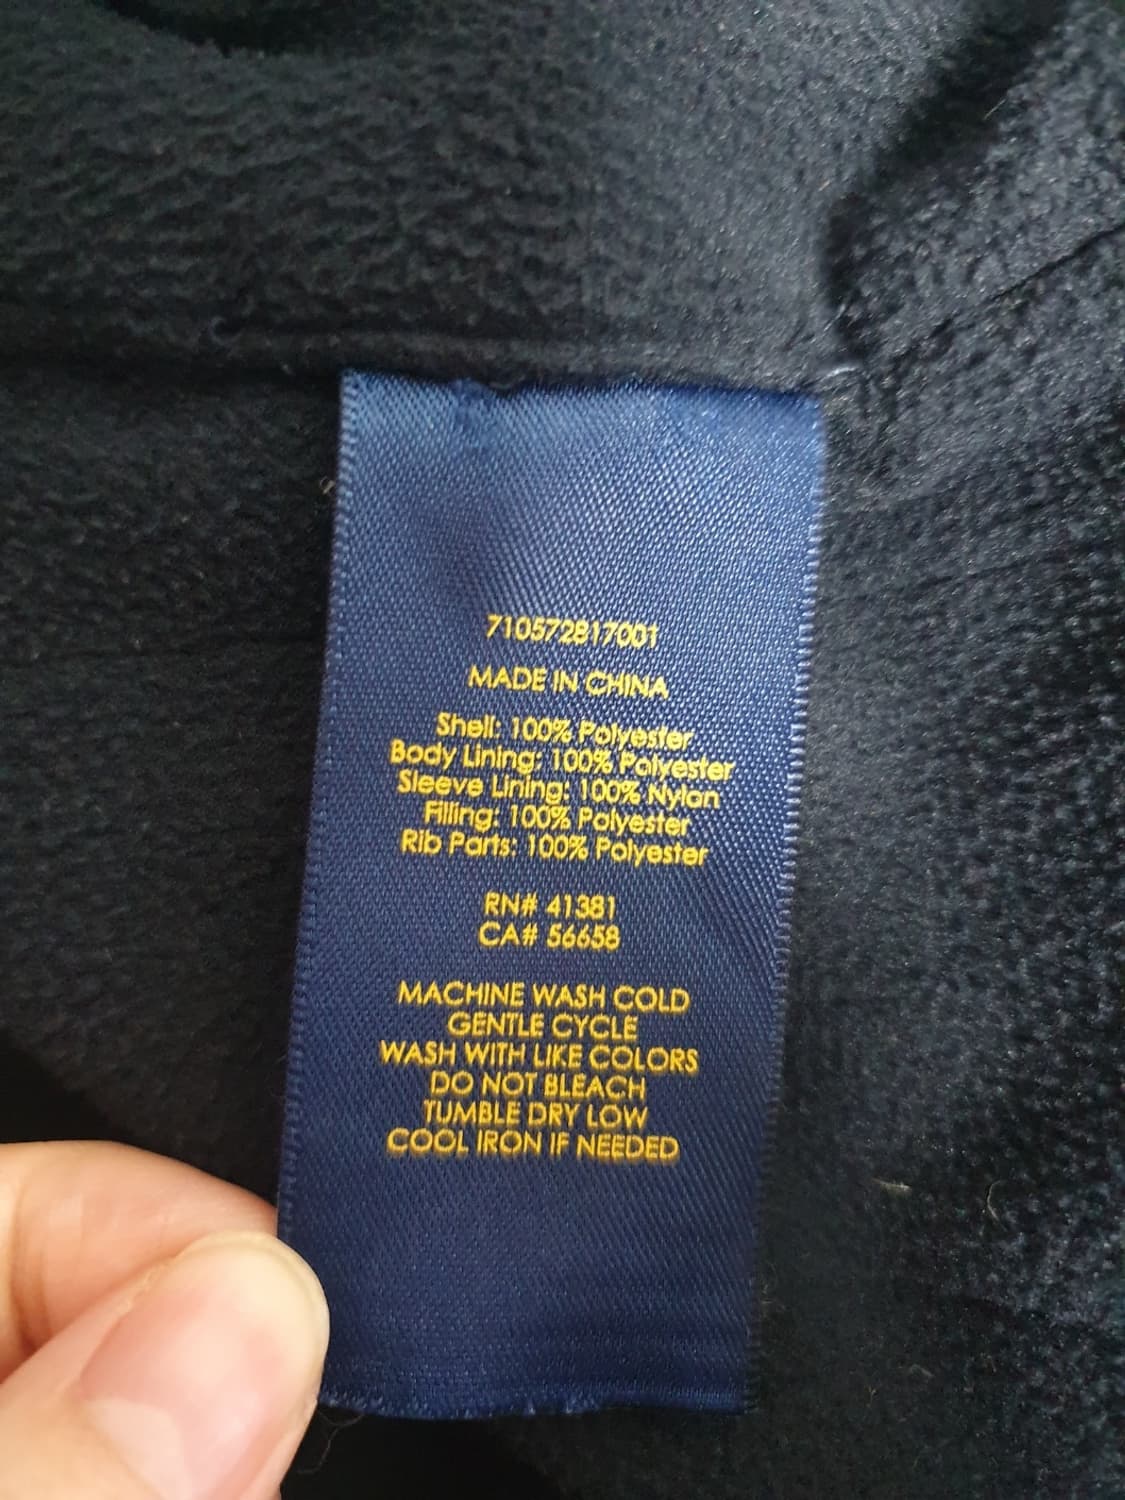 710572817001
MADE IN CHINA
Shell: 100% Polyester
Body Lining: 100% Polyester
Sleeve Lining: 100% Nylon
Filling: 100% Polyester
Rib Parts: 100% Polyester
RN# 41381
CA# 56658
MACHINE WASH COLD
GENTLE CYCLE
WASH WITH LIKE COLORS
DO NOT BLEACH
TUMBLE DRY LOW
COOL IRON IF NEEDED